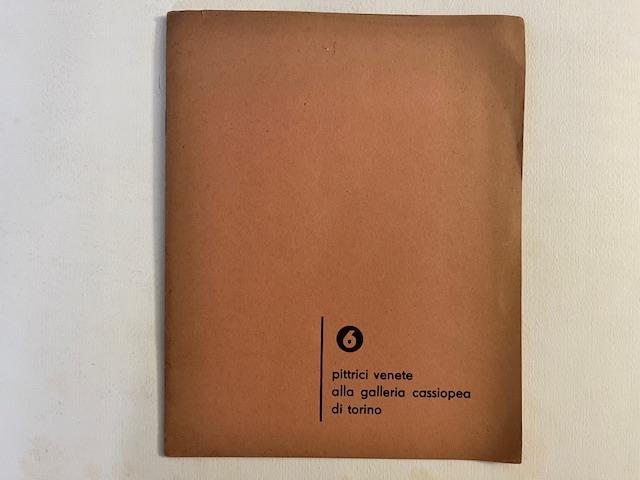 6
pittrici venete
alla galleria cassiopea
di torino